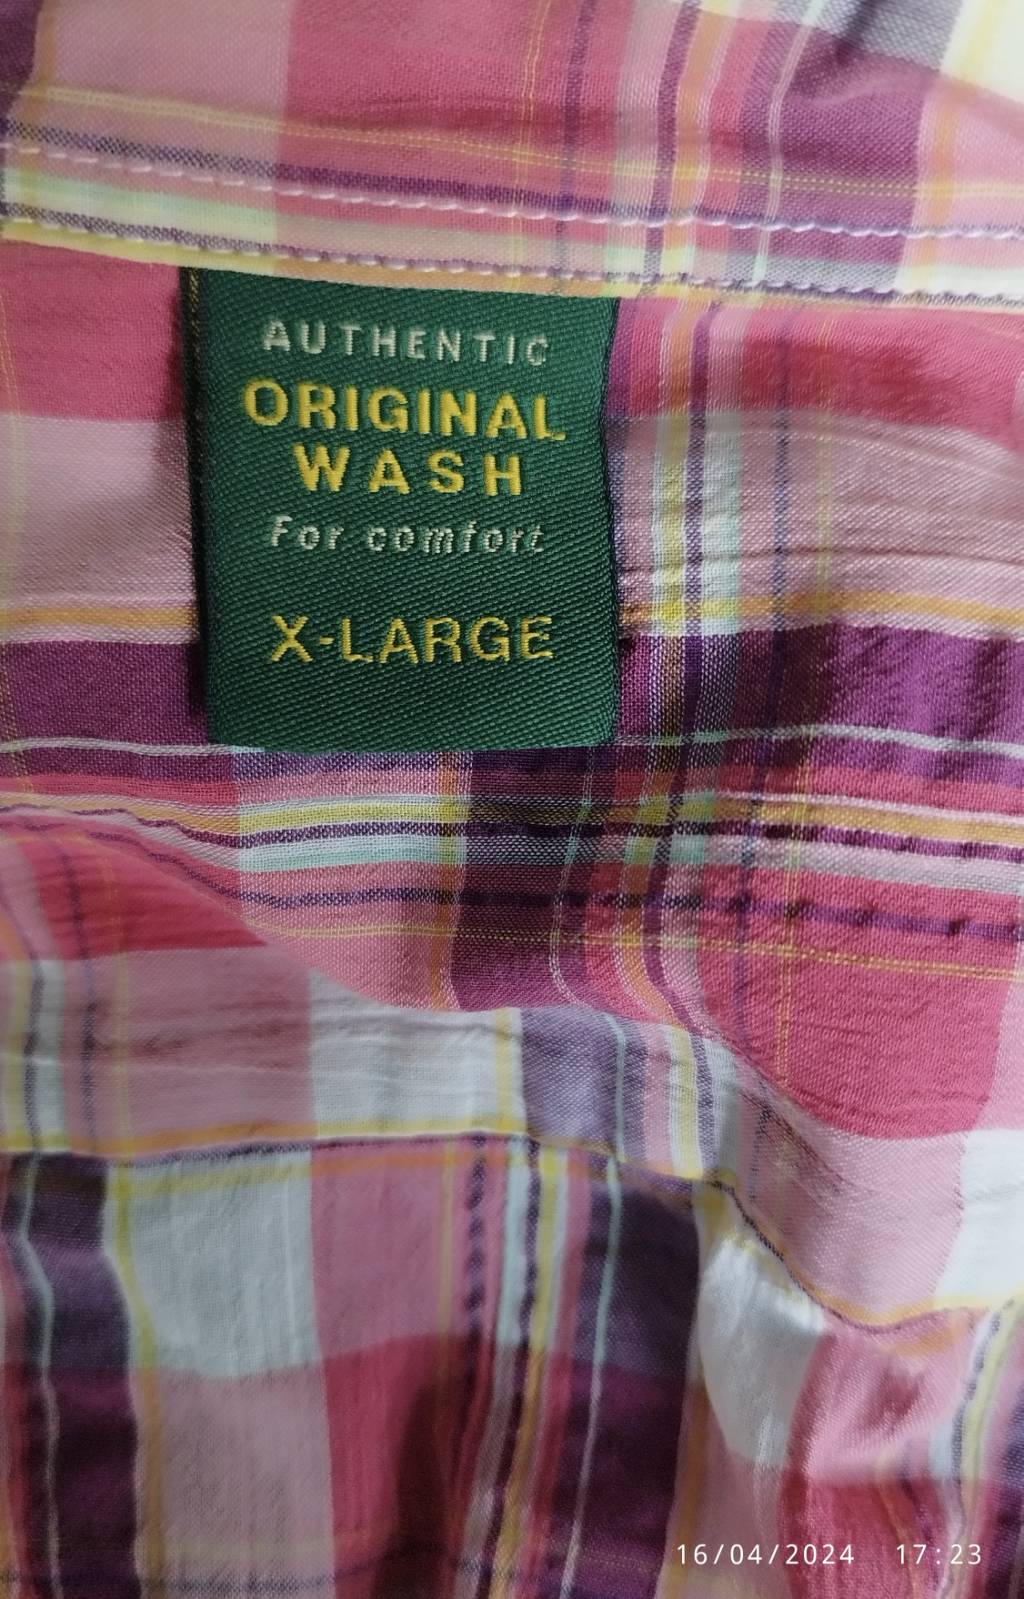 AUTHENTIC
ORIGINAL
WASH
For comfort
X-LARGE
16/04/2024 17:23